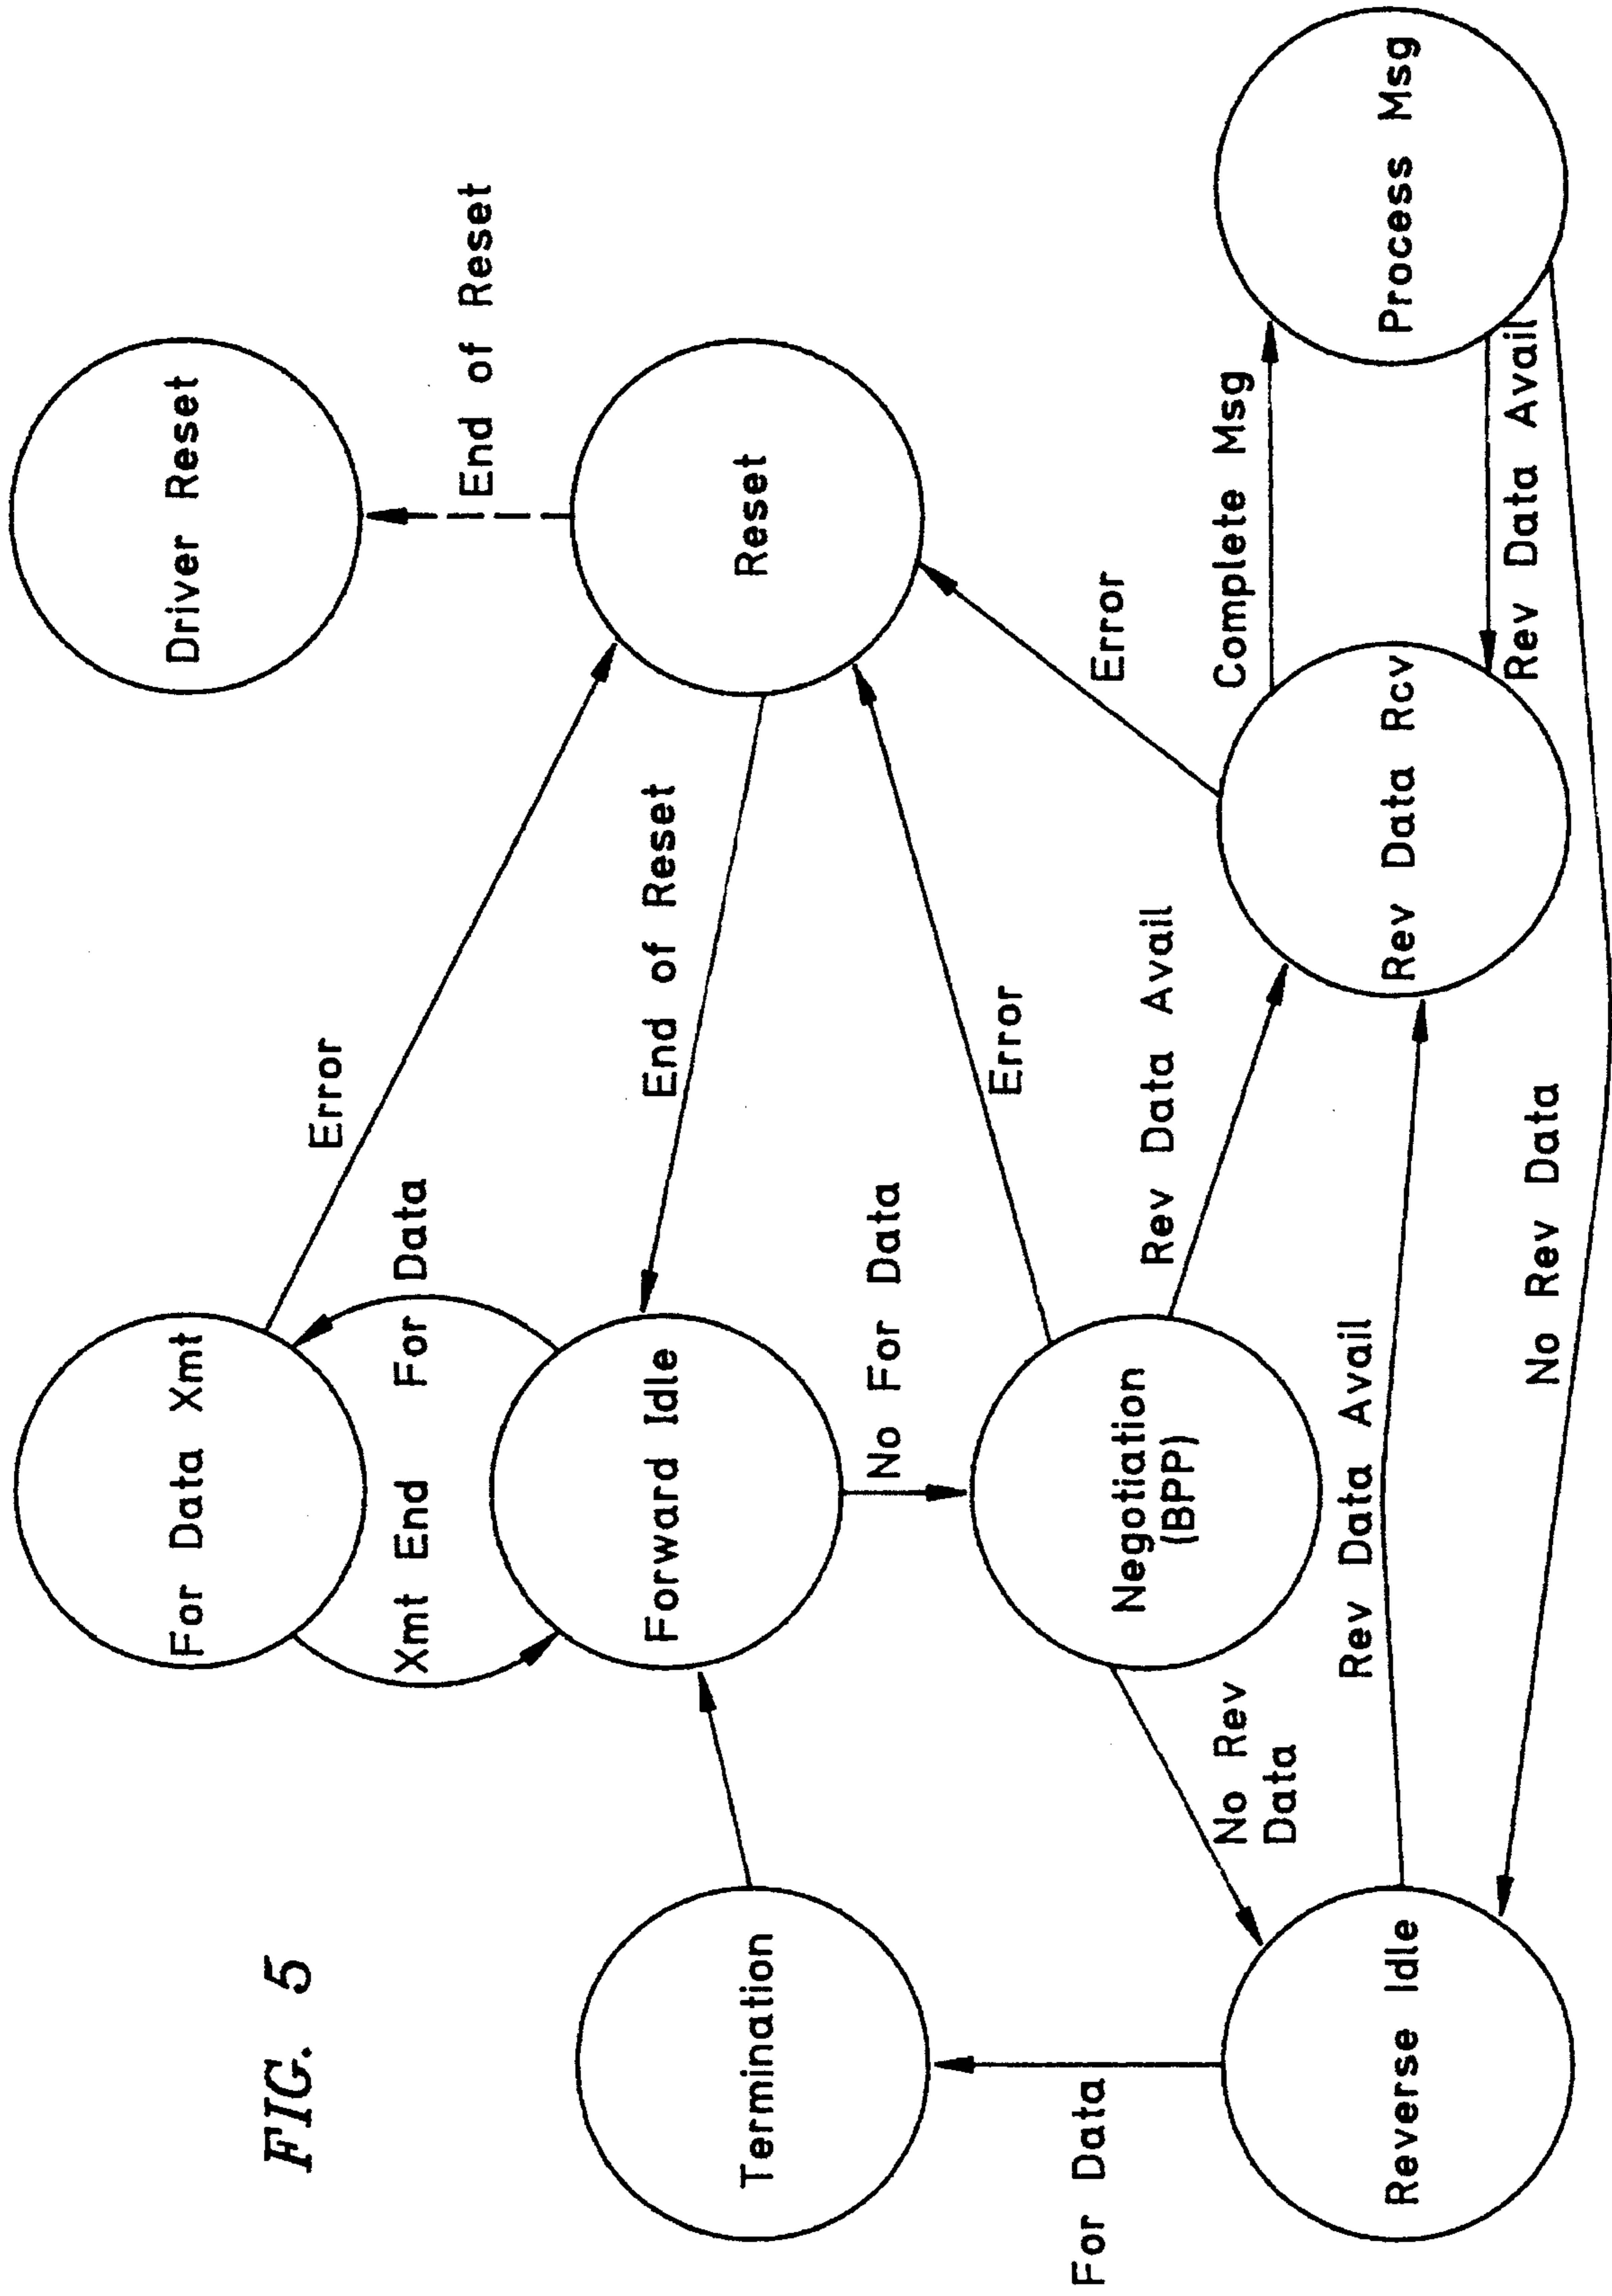 FIG. 5
For Data Xmt
Driver Reset
Error
Xmt End
For Data
End of Reset
Termination
Forward Idle
End of Reset
Reset
No For Data
Error
For Data
Negotiation
(BPP)
Rev Data Avail
Error
No Rev
Data
Complete Msg
Rev Data Avail
Reverse Idle
Rev Data Rcv
Process Msg
Rev Data Avail
No Rev Data